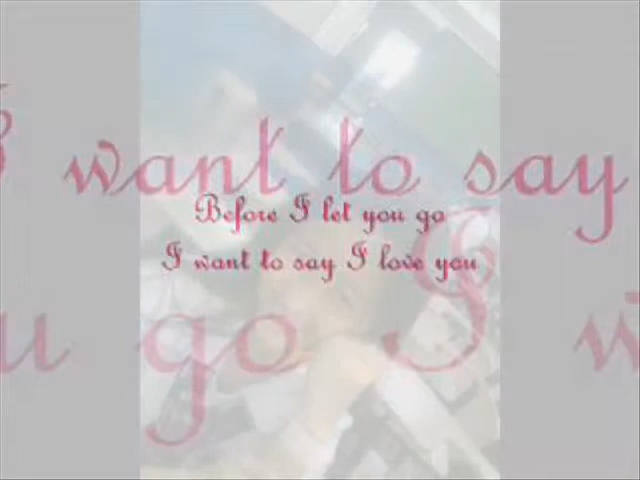 I want to say
Before I let you go
I want to say I love you
u go I w